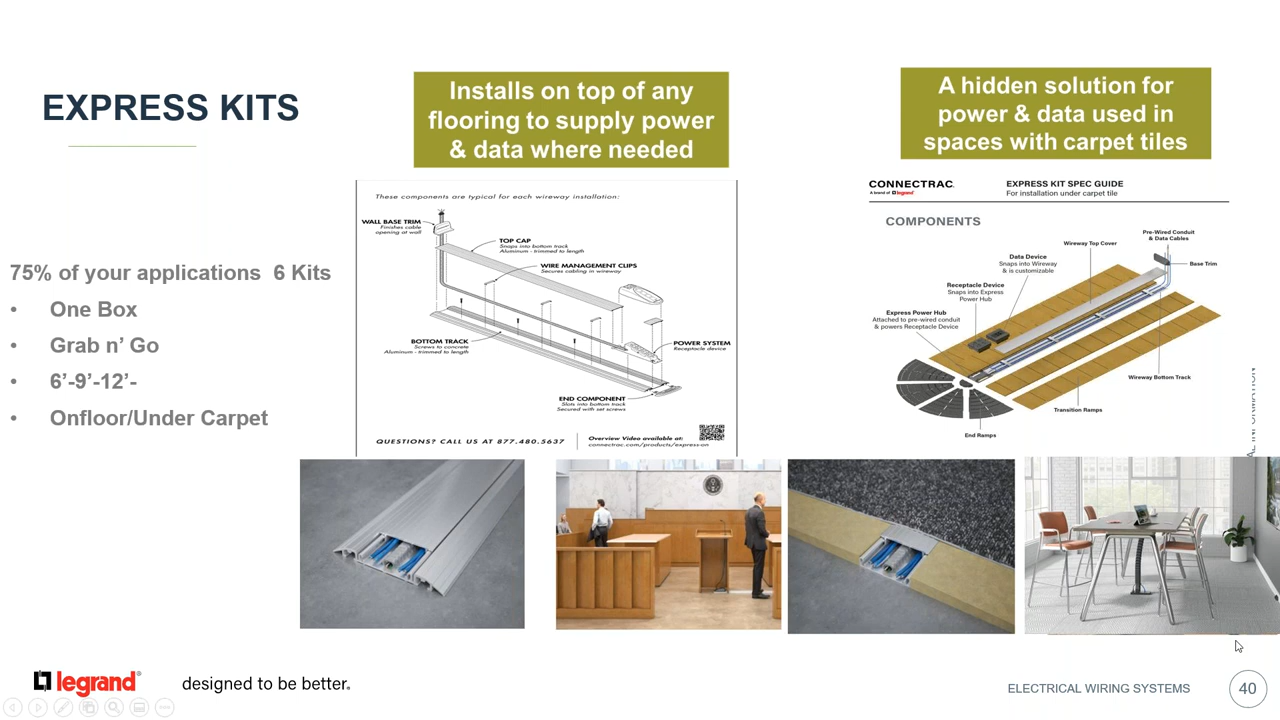 EXPRESS KITS
Installs on top of any
flooring to supply power
& data where needed
A hidden solution for
power & data used in
spaces with carpet tiles
75% of your applications  6 Kits
• One Box
• Grab n’ Go
• 6’-9’-12’-
• Onfloor/Under Carpet
These components are typical for each wireway installation:
WALL BASE TRIM
Finishes cable
opening at wall
TOP CAP
Snaps into bottom track
Aluminum - trimmed to length
WIRE MANAGEMENT CLIPS
Secures cabling in wireway
BOTTOM TRACK
Screws to concrete
Aluminum - trimmed to length
POWER SYSTEM
Receptacle device
END COMPONENT
Slots into bottom track
Secured with set screws
QUESTIONS? CALL US AT 877.480.5637
Overview Video available at:
connectrac.com/products/express-on
CONNECTRAC.
A brand of legrand
EXPRESS KIT SPEC GUIDE
For installation under carpet tile
COMPONENTS
Pre-Wired Conduit
& Data Cables
Wireway Top Cover
Base Trim
Data Device
Snaps into Wireway
& is customizable
Receptacle Device
Snaps into Express
Power Hub
Express Power Hub
Attached to pre-wired conduit
& powers Receptacle Device
Wireway Bottom Track
Transition Ramps
End Ramps
legrand®
designed to be better.
ELECTRICAL WIRING SYSTEMS
40